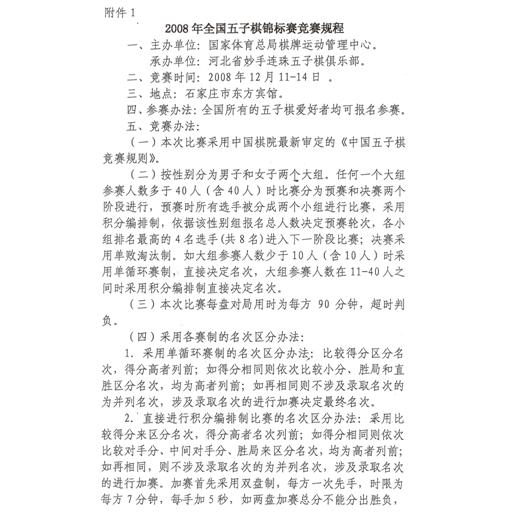 附件 1
2008 年全国五子棋锦标赛竞赛规程
一、主办单位：国家体育总局棋牌运动管理中心。
承办单位：河北省妙手连珠五子棋俱乐部。
二、竞赛时间：2008 年 12 月 11-14 日 。
三、地点：石家庄市东方宾馆。
四、参赛办法：全国所有的五子棋爱好者均可报名参赛。
五、竞赛办法：
（一）本次比赛采用中国棋院最新审定的《中国五子棋
竞赛规则》。
（二）按性别分为男子和女子两个大组。任何一个大组
参赛人数多于 40 人（含 40 人）时比赛分为预赛和决赛两个
阶段进行，预赛时所有选手被分成两个小组进行比赛，采用
积分编排制，依据该性别组报名总人数决定预赛轮次，各小
组排名最高的 4 名选手(共 8 名)进入下一阶段比赛；决赛采
用单败淘汰制。如大组参赛人数少于 10 人（含 10 人）时采
用单循环赛制，直接决定名次，大组参赛人数在 11-40 人之
间时采用积分编排制直接决定名次。
（三）本次比赛每盘对局用时为每方 90 分钟，超时判
负。
（四）采用各赛制的名次区分办法：
1. 采用单循环赛制的名次区分办法：比较得分区分名
次，得分高者列前；如得分相同则依次比较小分、胜局和直
胜区分名次，均为高者列前；如再相同则不涉及录取名次的
为并列名次，涉及录取名次的进行加赛决定最终名次。
2. 直接进行积分编排制比赛的名次区分办法：采用比
较得分来区分名次，得分高者名次列前；如得分相同则依次
比较对手分、中间对手分、胜局来区分名次，均为高者列前；
如再相同，则不涉及录取名次的为并列名次，涉及录取名次
的进行加赛。加赛首先采用双盘制，每方一次先手，时限为
每方 7 分钟，每手加 5 秒，如两盘加赛总分不能分出胜负，